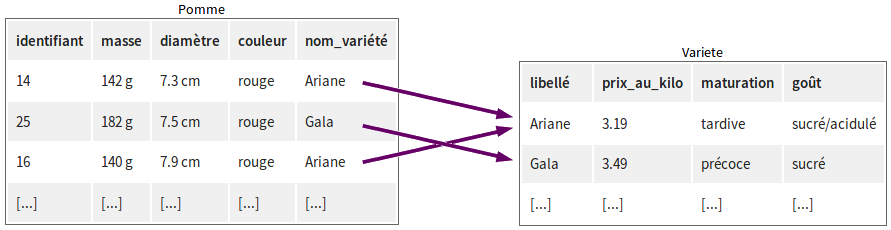 Pomme
identifiant masse diamètre couleur nom_variété
14 142 g 7.3 cm rouge Ariane
25 182 g 7.5 cm rouge Gala
16 140 g 7.9 cm rouge Ariane
[...] [...] [...] [...] [...]
Variete
libellé prix_au_kilo maturation goût
Ariane 3.19 tardive sucré/acidulé
Gala 3.49 précoce sucré
[...] [...] [...] [...]